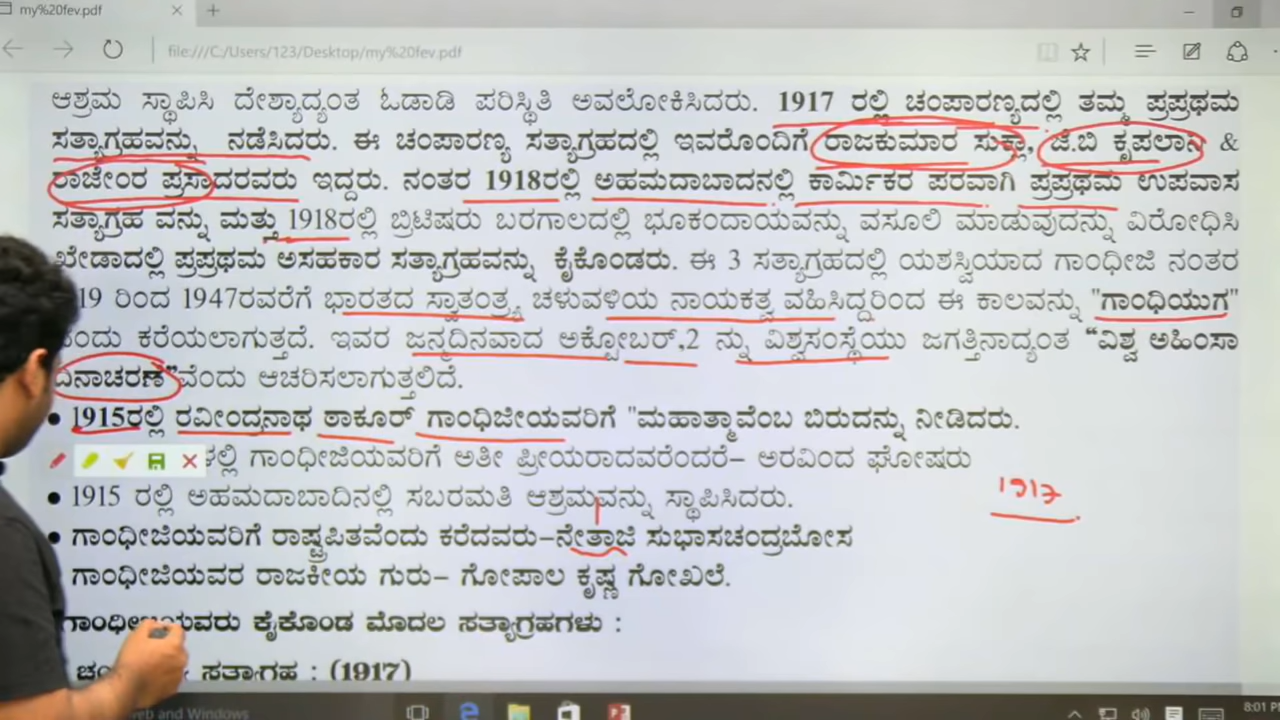 my%20fev.pdf
file:///C:/Users/123/Desktop/my%20fev.pdf
ಆಶ್ರಮ ಸ್ಥಾಪಿಸಿ ದೇಶ್ಯಾದ್ಯಂತ ಓಡಾಡಿ ಪರಿಸ್ಥಿತಿ ಅವಲೋಕಿಸಿದರು. 1917 ರಲ್ಲಿ ಚಂಪಾರಣ್ಯದಲ್ಲಿ ತಮ್ಮ ಪ್ರಪ್ರಥಮ
ಸತ್ಯಾಗ್ರಹವನ್ನು ನಡೆಸಿದರು. ಈ ಚಂಪಾರಣ್ಯ ಸತ್ಯಾಗ್ರಹದಲ್ಲಿ ಇವರೊಂದಿಗೆ ರಾಜಕುಮಾರ ಸುಕ್ಲಾ, ಜೆ.ಬಿ ಕೃಪಲಾನಿ &
ರಾಜೇಂರ ಪ್ರಸಾದರವರು ಇದ್ದರು. ನಂತರ 1918ರಲ್ಲಿ ಅಹಮದಾಬಾದನಲ್ಲಿ ಕಾರ್ಮಿಕರ ಪರವಾಗಿ ಪ್ರಪ್ರಥಮ ಉಪವಾಸ
ಸತ್ಯಾಗ್ರಹ ವನ್ನು ಮತ್ತು 1918ರಲ್ಲಿ ಬ್ರಿಟಿಷರು ಬರಗಾಲದಲ್ಲಿ ಭೂಕಂದಾಯವನ್ನು ವಸೂಲಿ ಮಾಡುವುದನ್ನು ವಿರೋಧಿಸಿ
ಖೇಡಾದಲ್ಲಿ ಪ್ರಪ್ರಥಮ ಅಸಹಕಾರ ಸತ್ಯಾಗ್ರಹವನ್ನು ಕೈಕೊಂಡರು. ಈ 3 ಸತ್ಯಾಗ್ರಹದಲ್ಲಿ ಯಶಸ್ವಿಯಾದ ಗಾಂಧೀಜಿ ನಂತರ
19 ರಿಂದ 1947ರವರೆಗೆ ಭಾರತದ ಸ್ವಾತಂತ್ರ್ಯ ಚಳುವಳಿಯ ನಾಯಕತ್ವ ವಹಿಸಿದ್ದರಿಂದ ಈ ಕಾಲವನ್ನು "ಗಾಂಧಿಯುಗ"
ಕರೆಯಲಾಗುತ್ತದೆ. ಇವರ ಜನ್ಮದಿನವಾದ ಅಕ್ಟೋಬರ್,2 ನ್ನು ವಿಶ್ವಸಂಸ್ಥೆಯು ಜಗತ್ತಿನಾದ್ಯಂತ “ವಿಶ್ವ ಅಹಿಂಸಾ
ದಿನಾಚರಣೆ”ವೆಂದು ಆಚರಿಸಲಾಗುತ್ತಲಿದೆ.
• 1915ರಲ್ಲಿ ರವೀಂದ್ರನಾಥ ಠಾಕೂರ್ ಗಾಂಧಿಜೀಯವರಿಗೆ "ಮಹಾತ್ಮಾವೆಂಬ ಬಿರುದನ್ನು ನೀಡಿದರು.
ಗಾಂಧೀಜಿಯವರಿಗೆ ಅತೀ ಪ್ರೀಯರಾದವರೆಂದರೆ– ಅರವಿಂದ ಘೋಷರು
• 1915 ರಲ್ಲಿ ಅಹಮದಾಬಾದಿನಲ್ಲಿ ಸಬರಮತಿ ಆಶ್ರಮವನ್ನು ಸ್ಥಾಪಿಸಿದರು.
1917
• ಗಾಂಧೀಜಿಯವರಿಗೆ ರಾಷ್ಟ್ರಪಿತವೆಂದು ಕರೆದವರು–ನೇತಾಜಿ ಸುಭಾಸಚಂದ್ರಬೋಸ
ಗಾಂಧೀಜಿಯವರ ರಾಜಕೀಯ ಗುರು– ಗೋಪಾಲ ಕೃಷ್ಣ ಗೋಖಲೆ.
ಗಾಂಧೀಜಿಯವರು ಕೈಕೊಂಡ ಮೊದಲ ಸತ್ಯಾಗ್ರಹಗಳು :
ಸತ್ಯಾಗ್ರಹ : (1917)
web and Windows
8:01 P